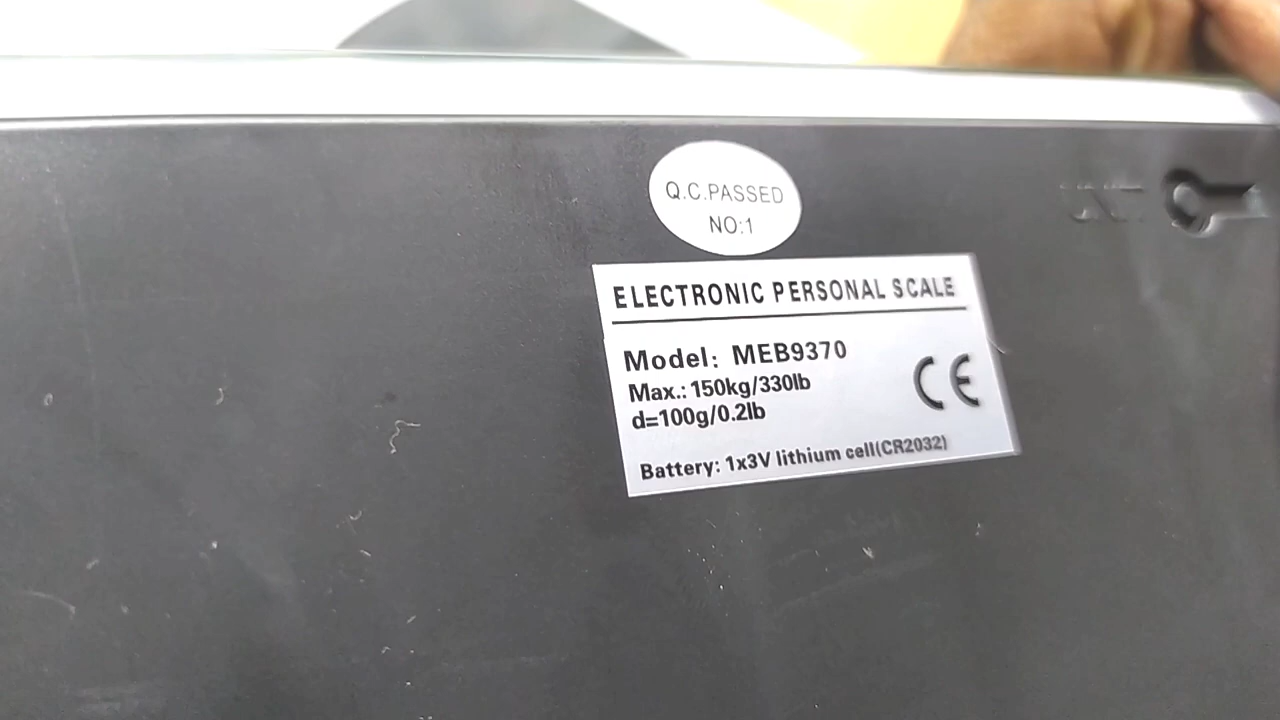 Q.C.PASSED
NO:1
ELECTRONIC PERSONAL SCALE
Model: MEB9370
Max.: 150kg/330lb
d=100g/0.2lb
CE
Battery: 1x3V lithium cell(CR2032)